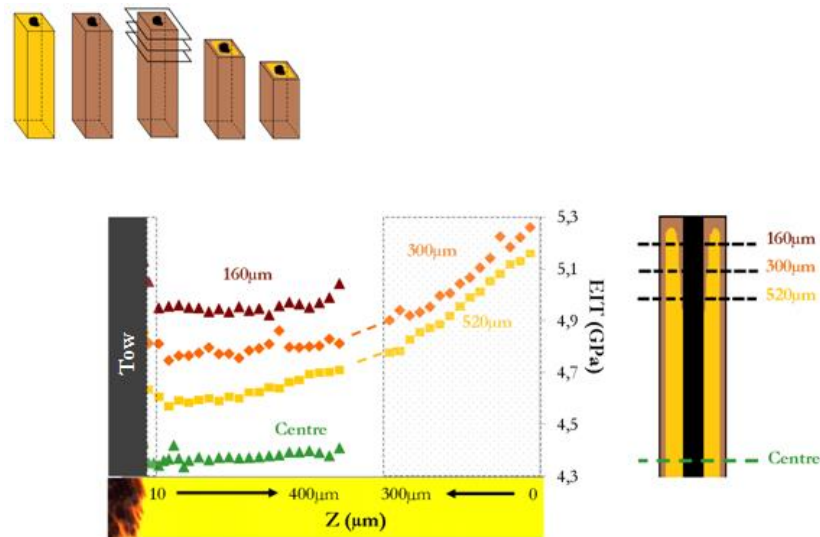 5,3
5,1
4,9
4,7
4,5
4,3
EIT (GPa)
Tow
160µm
300µm
520µm
Centre
10
400µm
300µm
0
Z (µm)
160µm
300µm
520µm
Centre